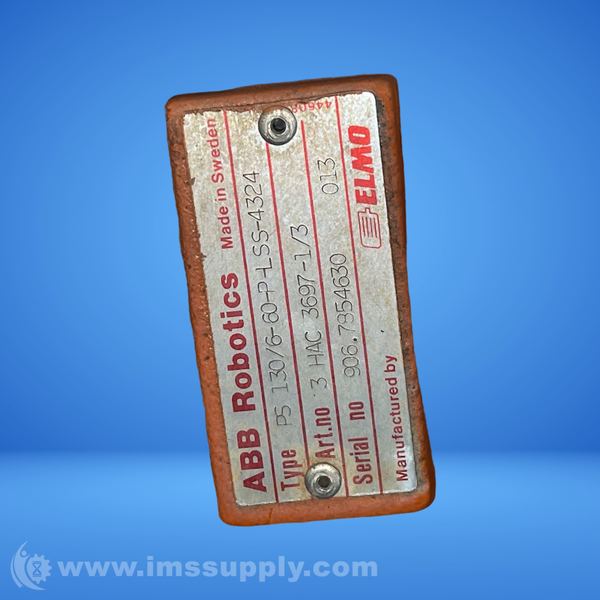 ABB Robotics Made in Sweden
Type PS 130/6-60-P-LSS-4324
Art.no 3 HAC 3697-1/3
Serial no 906.7854630 013
Manufactured by ELMO
www.imssupply.com